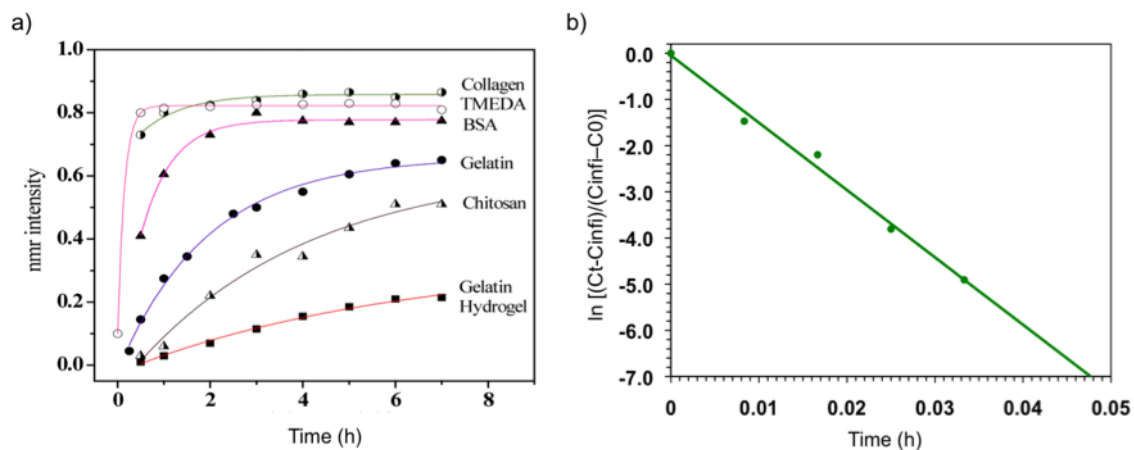 a)
1.0
0.8
0.6
0.4
0.2
0.0
nmr intensity
0
2
4
6
8
Time (h)
Collagen
TMEDA
BSA
Gelatin
Chitosan
Gelatin
Hydrogel
b)
0.0
-1.0
-2.0
-3.0
-4.0
-5.0
-6.0
-7.0
ln [(Ct-Cinfi)/(Cinfi–C0)]
0
0.01
0.02
0.03
0.04
0.05
Time (h)